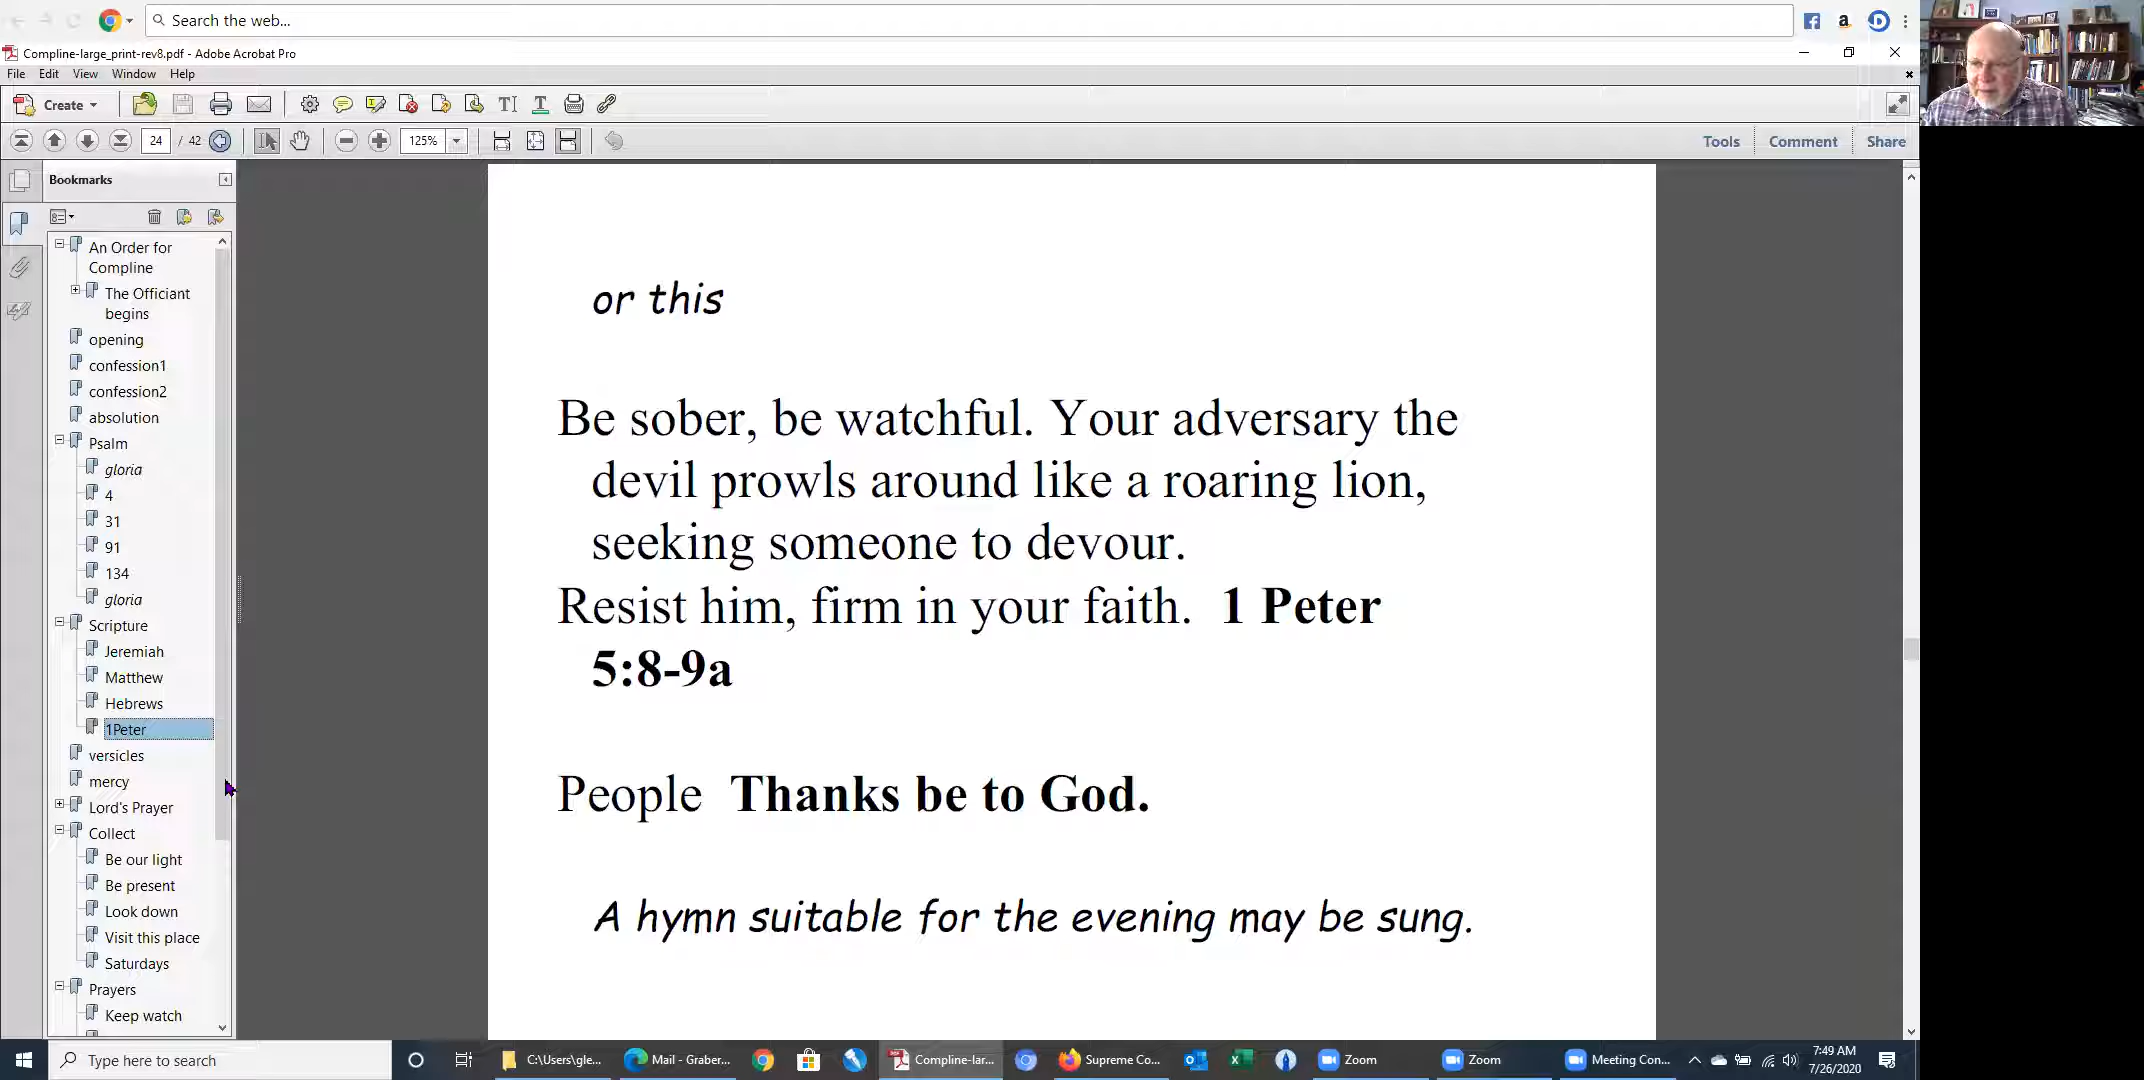 Search the web...
Compline-large_print-rev8.pdf - Adobe Acrobat Pro
File Edit View Window Help
Create
24 / 42 125% Tools Comment Share
Bookmarks
An Order for
Compline
The Officiant
begins
opening
confession1
confession2
absolution
Psalm
gloria
4
31
91
134
gloria
Scripture
Jeremiah
Matthew
Hebrews
1Peter
versicles
mercy
Lord's Prayer
Collect
Be our light
Be present
Look down
Visit this place
Saturdays
Prayers
Keep watch
or this
Be sober, be watchful. Your adversary the
devil prowls around like a roaring lion,
seeking someone to devour.
Resist him, firm in your faith. 1 Peter
5:8-9a
People Thanks be to God.
A hymn suitable for the evening may be sung.
Type here to search
C:\Users\gle...
Mail - Graber...
Compline-lar...
Supreme Co...
Zoom
Zoom
Meeting Con...
7:49 AM
7/26/2020